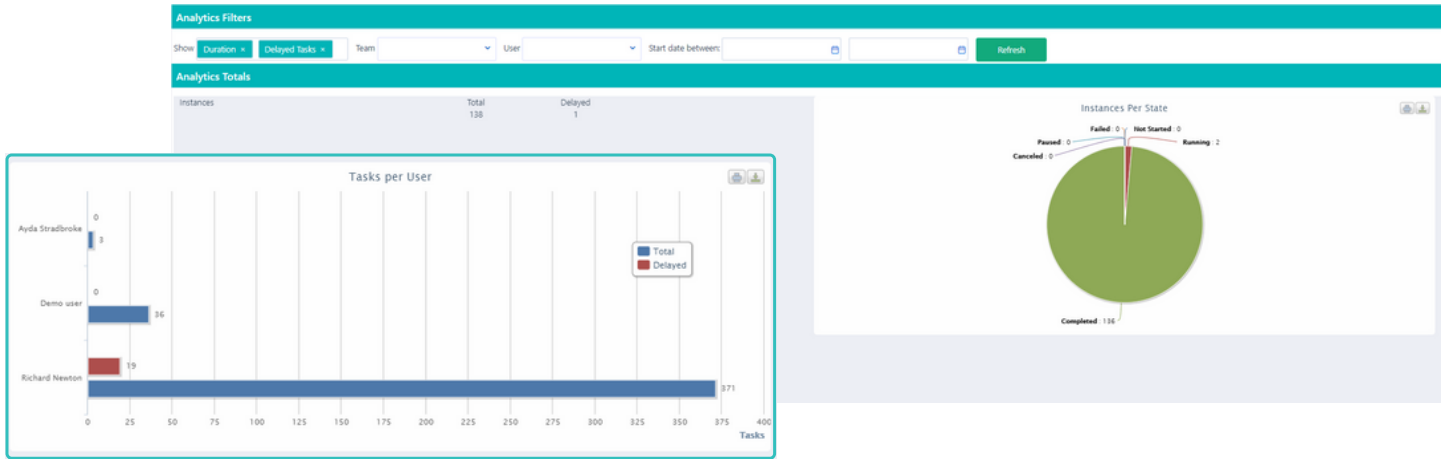 Analytics Filters
Show Duration × Delayed Tasks × Team User Start date between: Refresh
Analytics Totals
Instances Total Delayed
138 1
Instances Per State
Failed : 0 Not Started : 0
Paused : 0 Running : 2
Canceled : 0
Completed : 136
Tasks per User
0
Ayda Stradbroke 3
0
Demo user 36
Total
Delayed
19
Richard Newton 371
0 25 50 75 100 125 150 175 200 225 250 275 300 325 350 375 400
Tasks